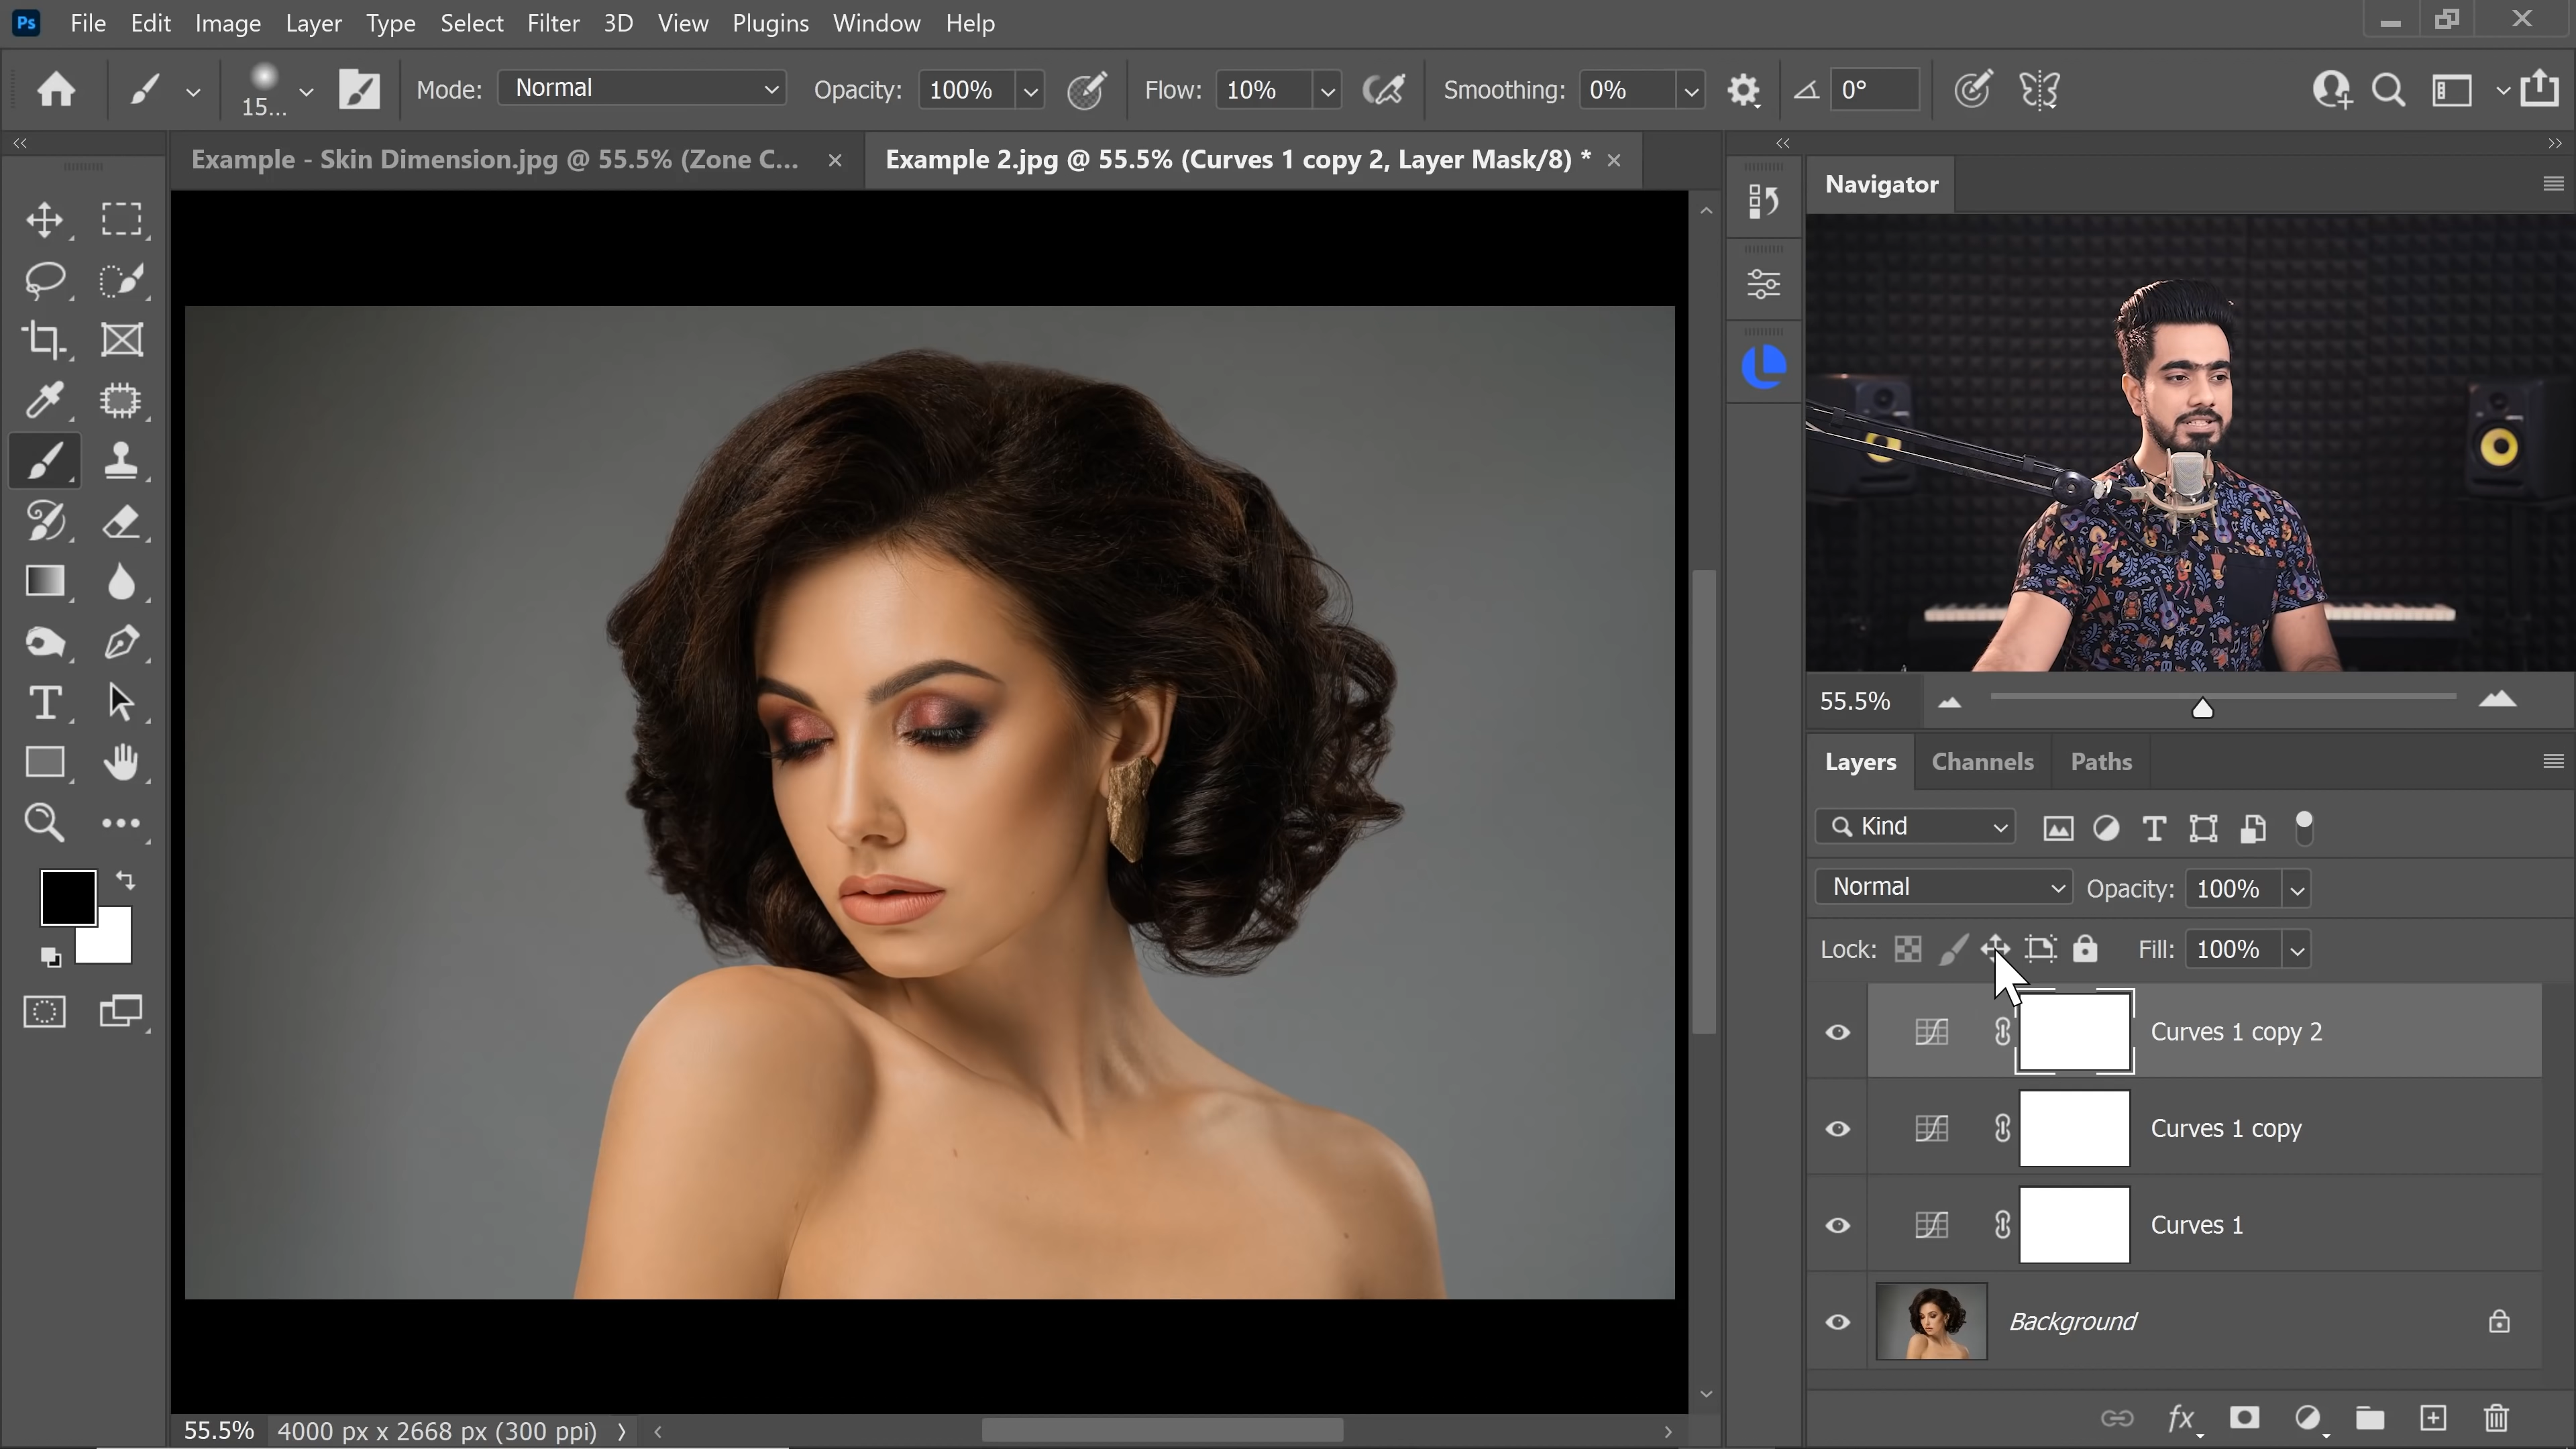 Ps File Edit Image Layer Type Select Filter 3D View Plugins Window Help
15... Mode: Normal Opacity: 100% Flow: 10% Smoothing: 0% 0°
Example - Skin Dimension.jpg @ 55.5% (Zone C... × Example 2.jpg @ 55.5% (Curves 1 copy 2, Layer Mask/8) * ×
Navigator
55.5%
Layers Channels Paths
Kind
Normal Opacity: 100%
Lock: Fill: 100%
Curves 1 copy 2
Curves 1 copy
Curves 1
Background
fx
55.5% 4000 px x 2668 px (300 ppi)